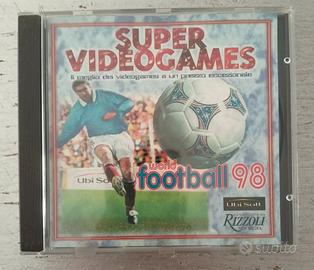 SUPER
VIDEOGAMES
Il meglio dei videogames a un prezzo eccezionale
world
football 98
Ubi Soft
Ubi Soft
RIZZOLI
NEW MEDIA
subito